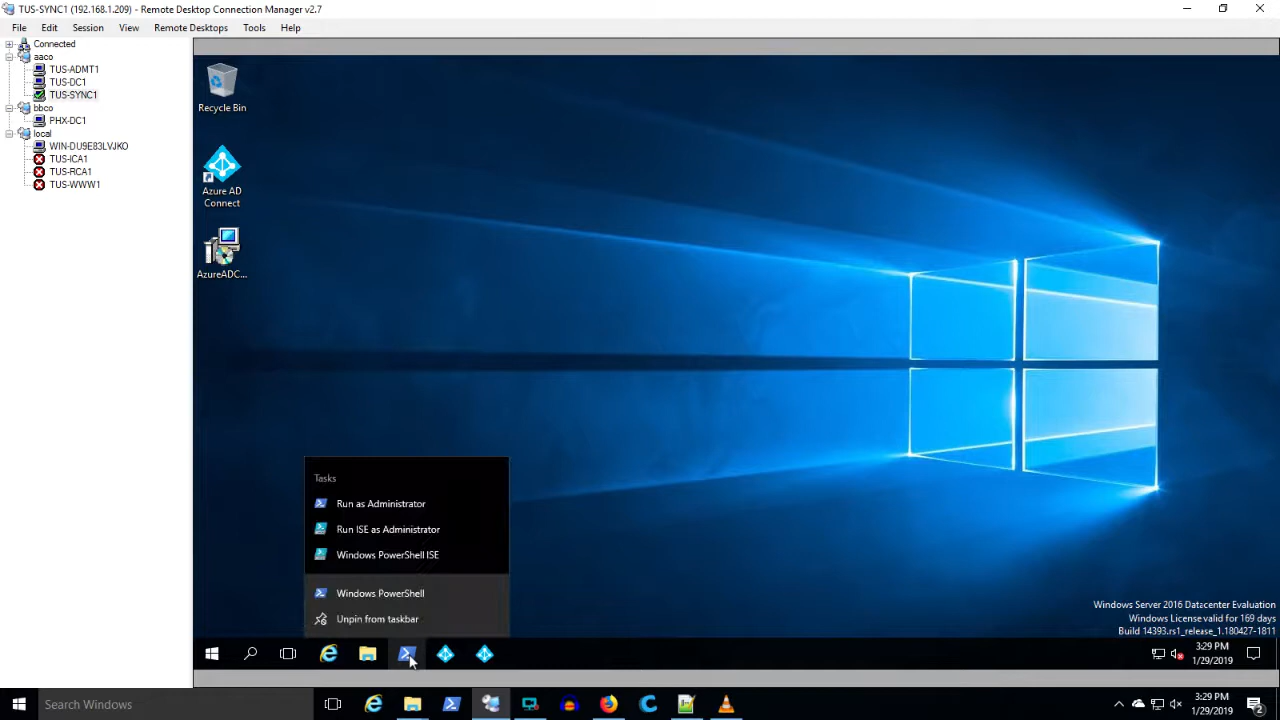 TUS-SYNC1 (192.168.1.209) - Remote Desktop Connection Manager v2.7
File Edit Session View Remote Desktops Tools Help
Connected
aaco
TUS-ADMT1
TUS-DC1
TUS-SYNC1
bbco
PHX-DC1
local
WIN-DU9E83LVJKO
TUS-ICA1
TUS-RCA1
TUS-WWW1
Recycle Bin
Azure AD
Connect
AzureADC...
Tasks
Run as Administrator
Run ISE as Administrator
Windows PowerShell ISE
Windows PowerShell
Unpin from taskbar
Windows Server 2016 Datacenter Evaluation
Windows License valid for 169 days
Build 14393.rs1_release_1.180427-1811
3:29 PM
1/29/2019
Search Windows
3:29 PM
1/29/2019
2